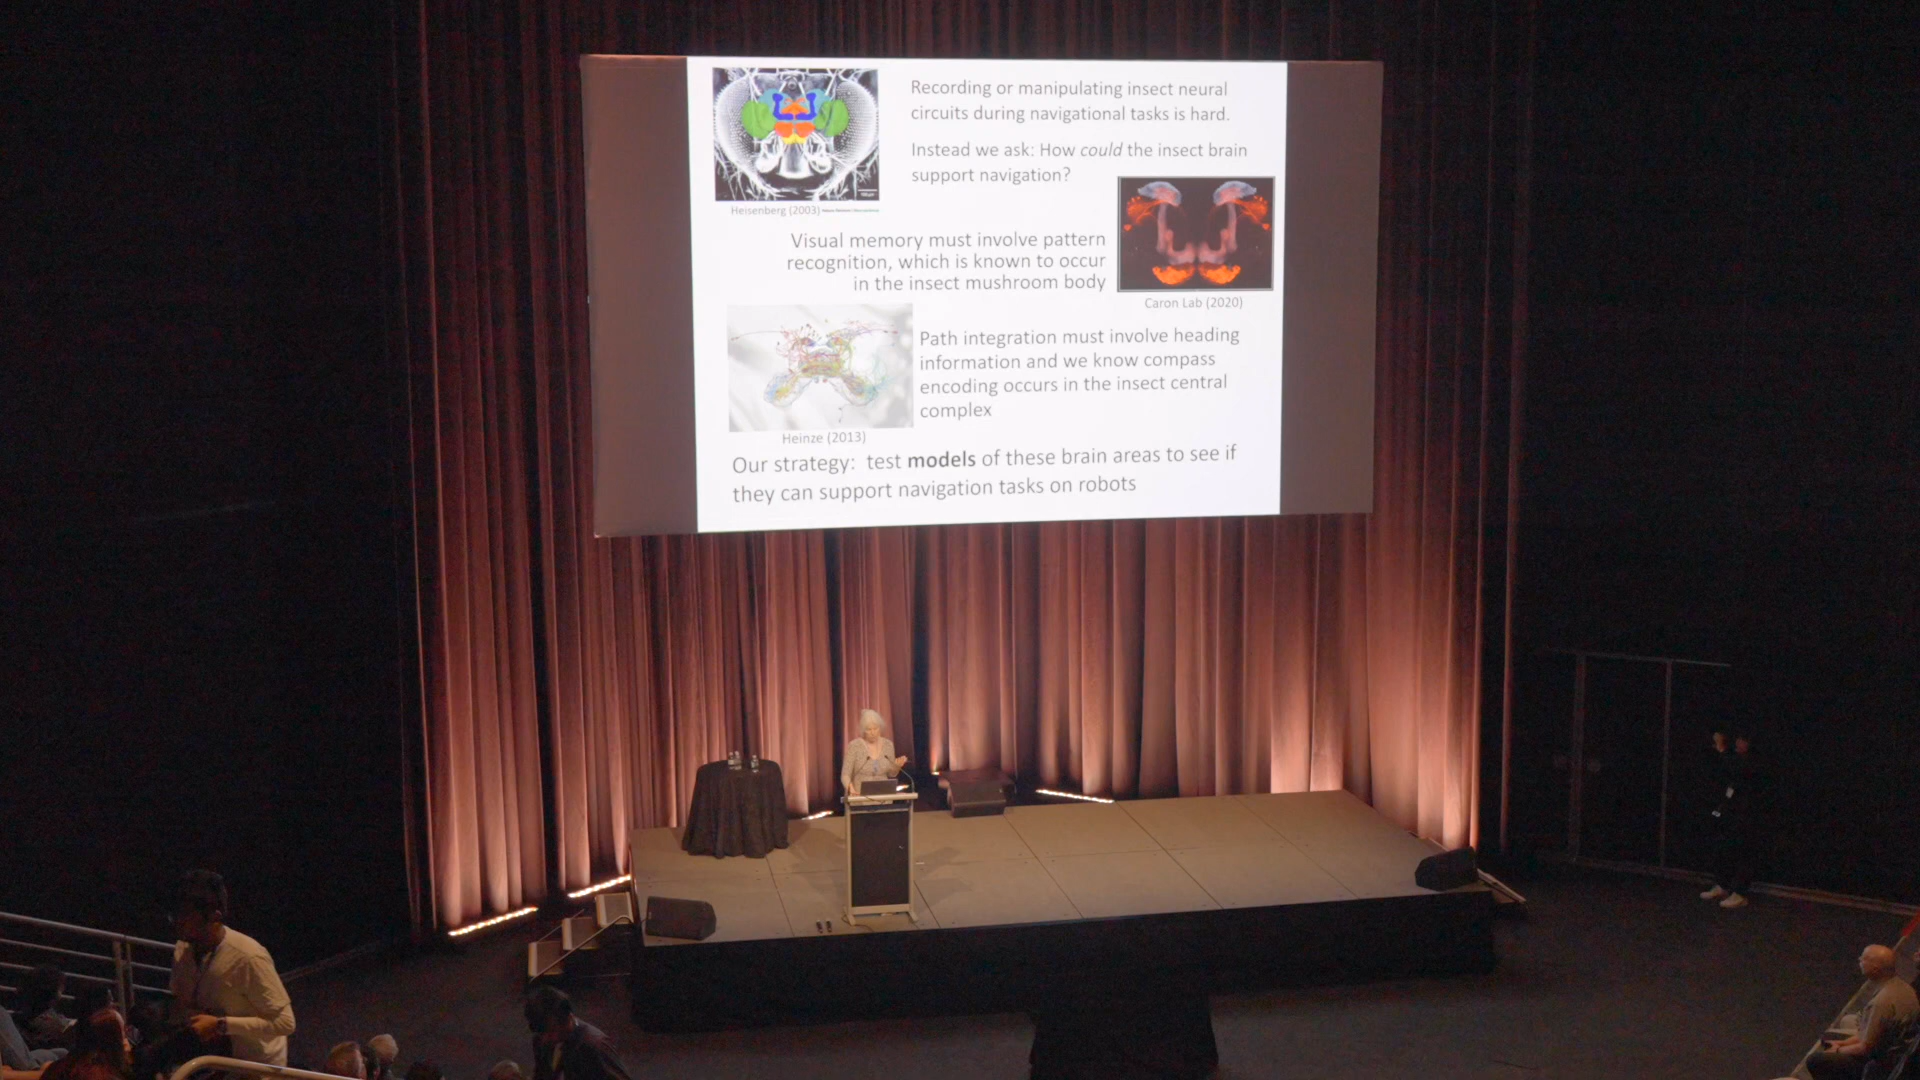 Recording or manipulating insect neural
circuits during navigational tasks is hard.
Instead we ask: How could the insect brain
support navigation?
Heisenberg (2003)
Visual memory must involve pattern
recognition, which is known to occur
in the insect mushroom body
Caron Lab (2020)
Path integration must involve heading
information and we know compass
encoding occurs in the insect central
complex
Heinze (2013)
Our strategy: test models of these brain areas to see if
they can support navigation tasks on robots